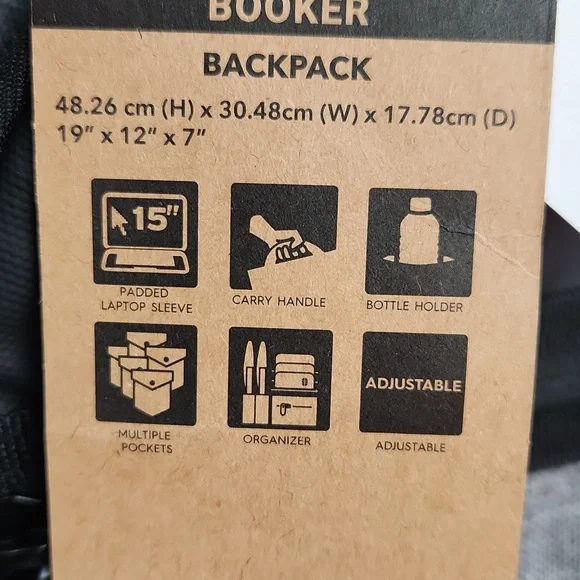 BOOKER
BACKPACK
48.26 cm (H) x 30.48cm (W) x 17.78cm (D)
19" x 12" x 7"
15"
PADDED
LAPTOP SLEEVE
CARRY HANDLE
BOTTLE HOLDER
MULTIPLE
POCKETS
ORGANIZER
ADJUSTABLE
ADJUSTABLE